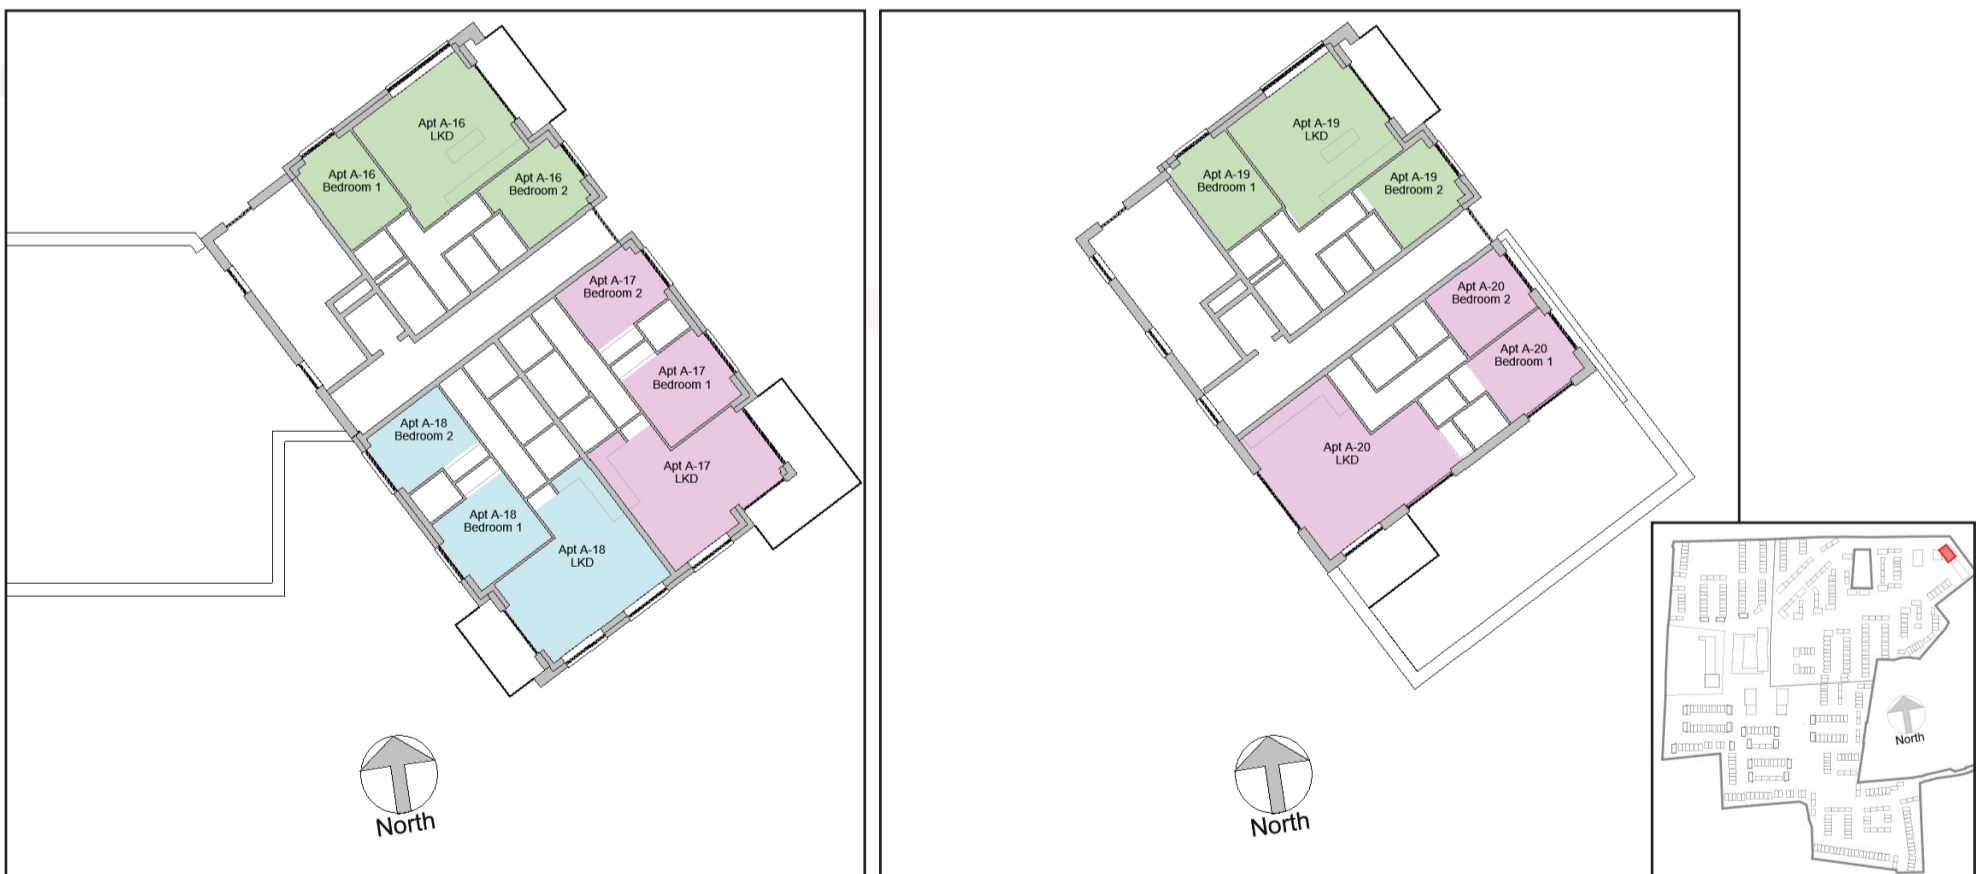 Apt A-16
LKD
Apt A-16
Bedroom 1
Apt A-16
Bedroom 2
Apt A-17
Bedroom 2
Apt A-17
Bedroom 1
Apt A-18
Bedroom 2
Apt A-17
LKD
Apt A-18
Bedroom 1
Apt A-18
LKD
North
Apt A-19
LKD
Apt A-19
Bedroom 1
Apt A-19
Bedroom 2
Apt A-20
Bedroom 2
Apt A-20
Bedroom 1
Apt A-20
LKD
North
North